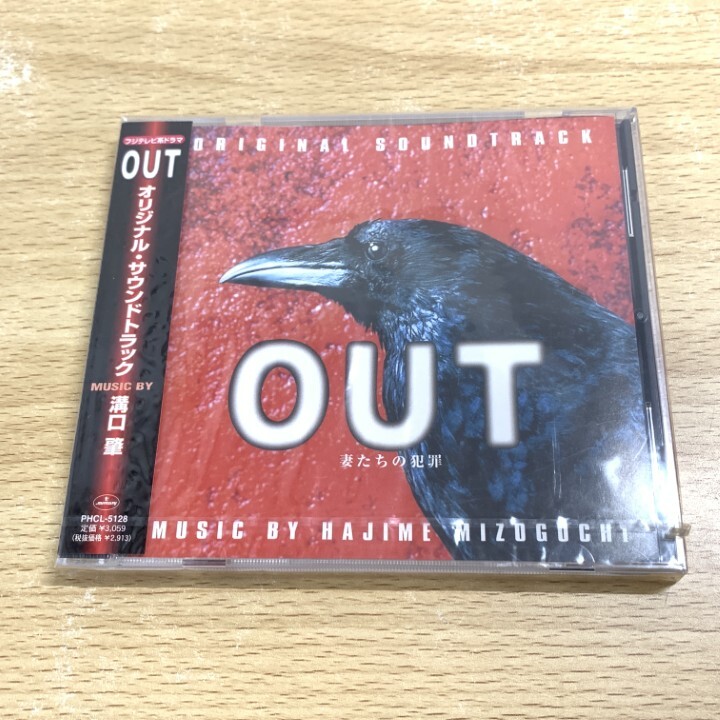 フジテレビ系ドラマ
OUT
オリジナル・サウンドトラック
MUSIC BY
溝口 肇
PHCL-5128
定価 ¥3,059
(税抜価格 ¥2,913)
ORIGINAL SOUNDTRACK
OUT
妻たちの犯罪
MUSIC BY HAJIME MIZOGUCHI